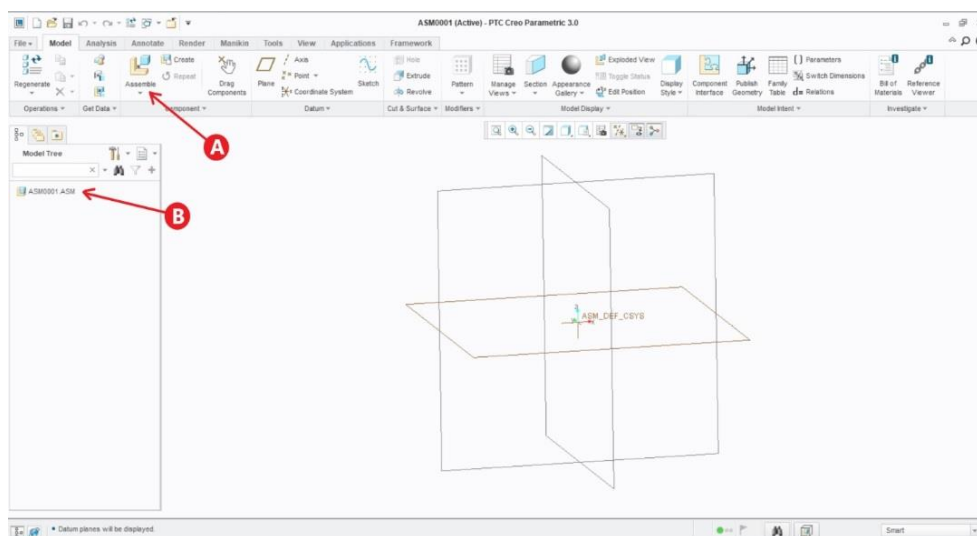 ASM0001 (Active) - PTC Creo Parametric 3.0
File Model Analysis Annotate Render Manikin Tools View Applications Framework
Regenerate
Assemble
Create
Repeat
Drag Components
Plane
Axis
Point
Coordinate System
Sketch
Hole
Extrude
Revolve
Pattern
Manage Views
Section
Appearance Gallery
Exploded View
Toggle Status
Edit Position
Display Style
Component Interface
Publish Geometry
Family Table
[ ] Parameters
Switch Dimensions
d= Relations
Bill of Materials
Reference Viewer
Operations Get Data Component Datum Cut & Surface Modifiers Model Display Model Intent Investigate
A
Model Tree
ASM0001.ASM
B
ASM_DEF_CSYS
• Datum planes will be displayed.
Smart